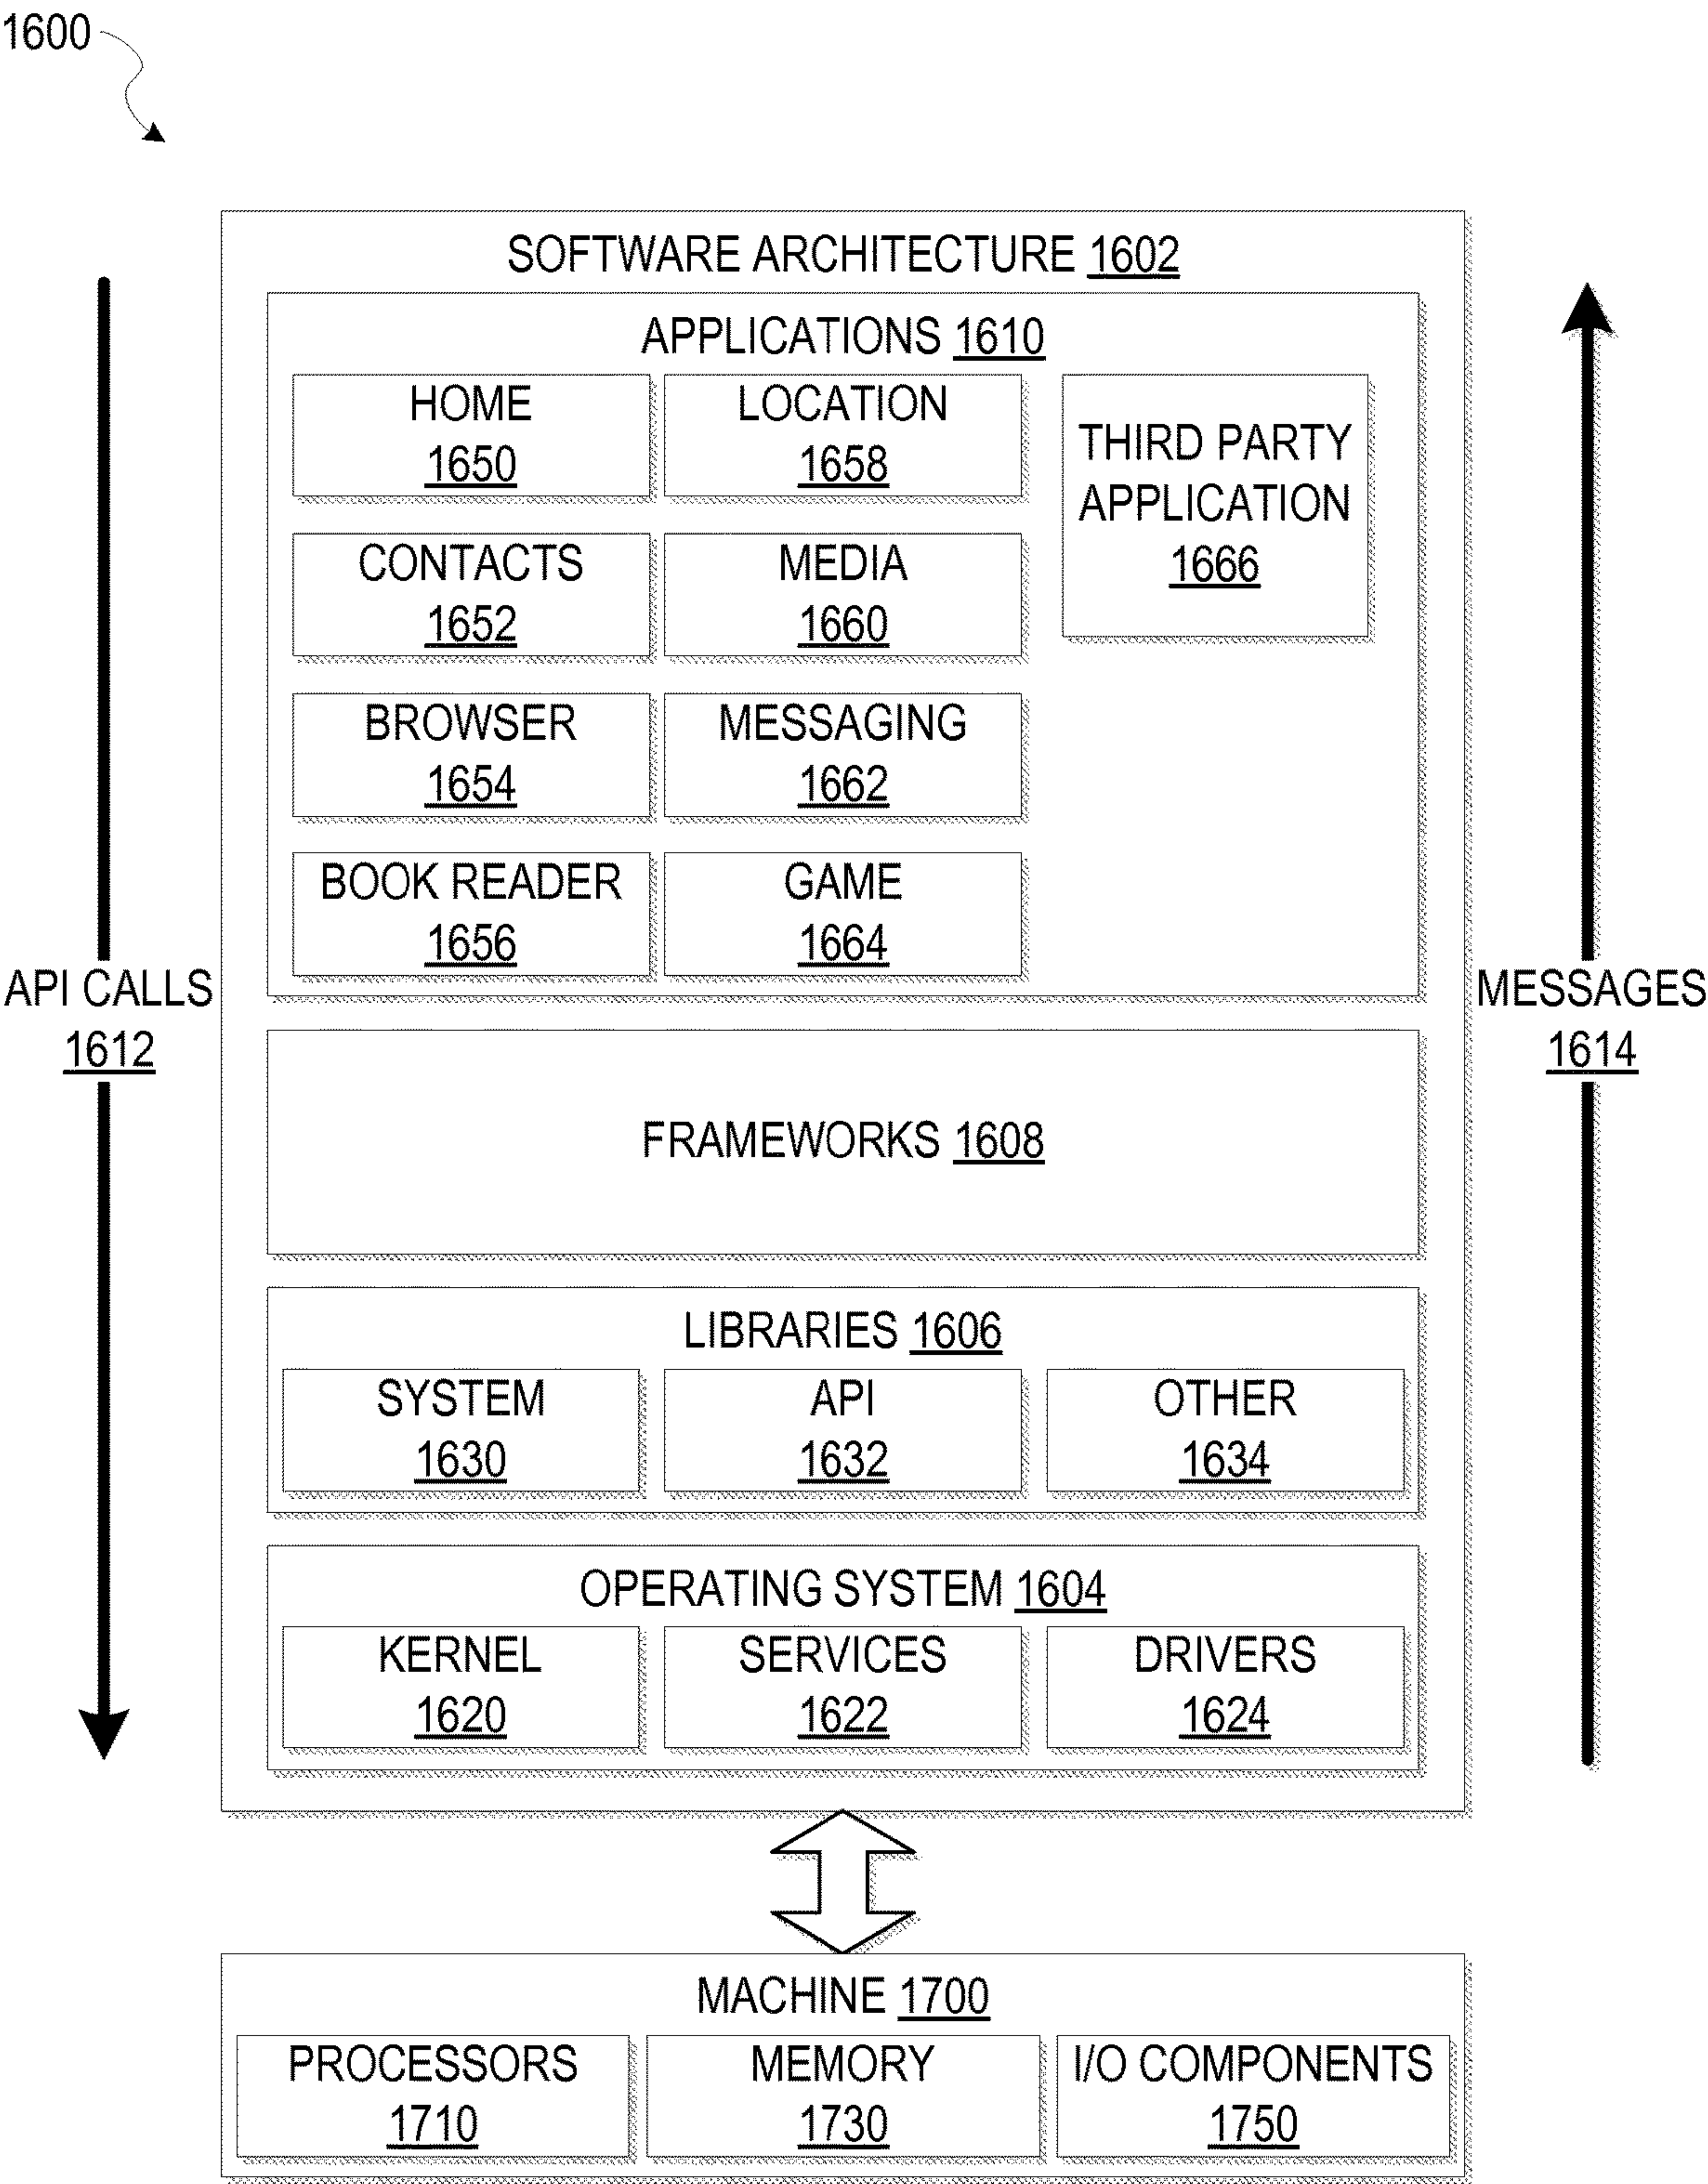 1600
SOFTWARE ARCHITECTURE 1602
APPLICATIONS 1610
HOME
1650
LOCATION
1658
THIRD PARTY
APPLICATION
1666
CONTACTS
1652
MEDIA
1660
BROWSER
1654
MESSAGING
1662
BOOK READER
1656
GAME
1664
API CALLS
1612
MESSAGES
1614
FRAMEWORKS 1608
LIBRARIES 1606
SYSTEM
1630
API
1632
OTHER
1634
OPERATING SYSTEM 1604
KERNEL
1620
SERVICES
1622
DRIVERS
1624
MACHINE 1700
PROCESSORS
1710
MEMORY
1730
I/O COMPONENTS
1750